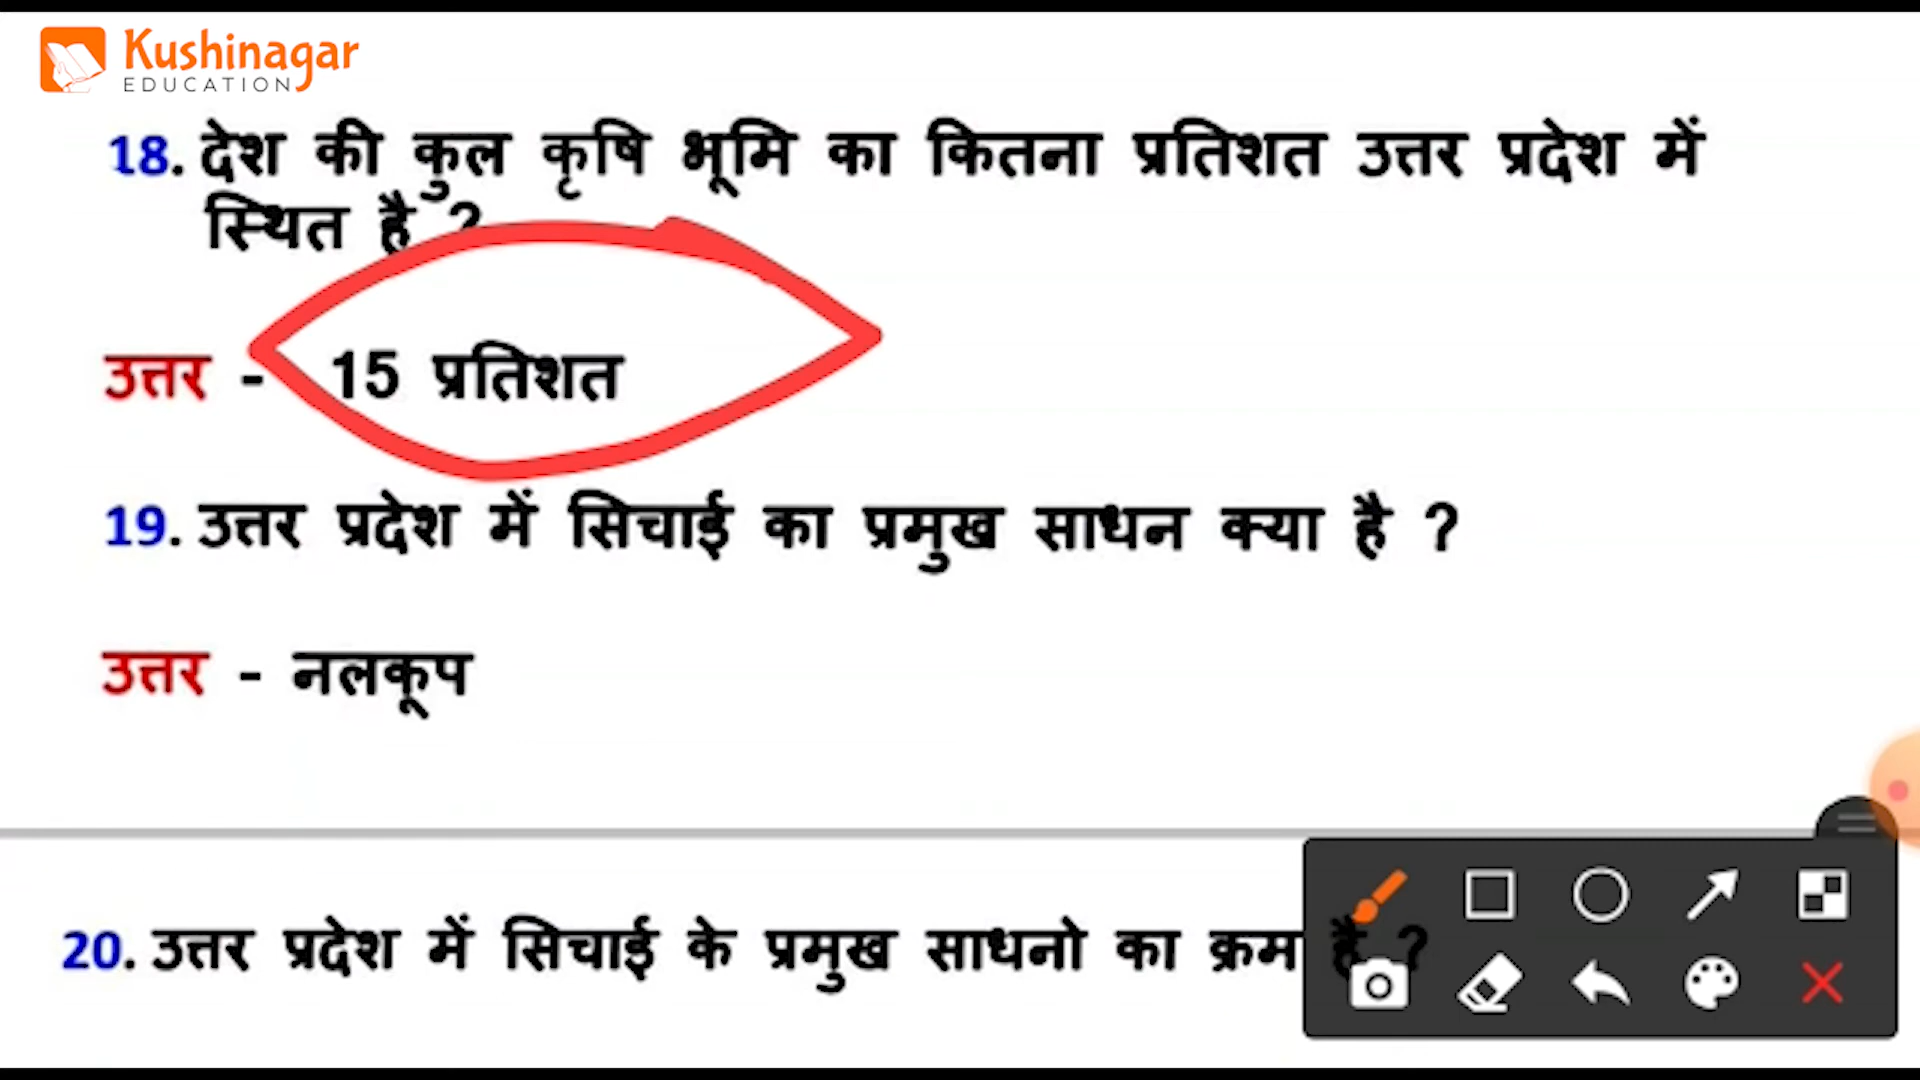 Kushinagar
EDUCATION
18. देश की कुल कृषि भूमि का कितना प्रतिशत उत्तर प्रदेश में
स्थित है ?
उत्तर - 15 प्रतिशत
19. उत्तर प्रदेश में सिचाई का प्रमुख साधन क्या है ?
उत्तर - नलकूप
20. उत्तर प्रदेश में सिचाई के प्रमुख साधनो का क्रम है ?